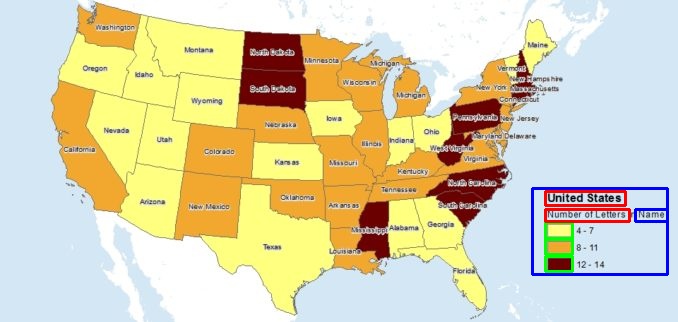 Washington
Maine
Montana
North Dakota
Minnesota
Michigan
Vermont
Oregon
Idaho
Wisconsin
New Hampshire
South Dakota
New York
Massachusetts
Wyoming
Michigan
Connecticut
Nebraska
Iowa
Pennsylvania
New Jersey
Nevada
Utah
Illinois
Indiana
Ohio
Maryland
Delaware
California
Colorado
Kansas
Missouri
West Virginia
Virginia
Kentucky
North Carolina
Arizona
New Mexico
Oklahoma
Arkansas
Tennessee
South Carolina
Texas
Louisiana
Mississippi
Alabama
Georgia
Florida
United States
Number of Letters Name
4 - 7
8 - 11
12 - 14